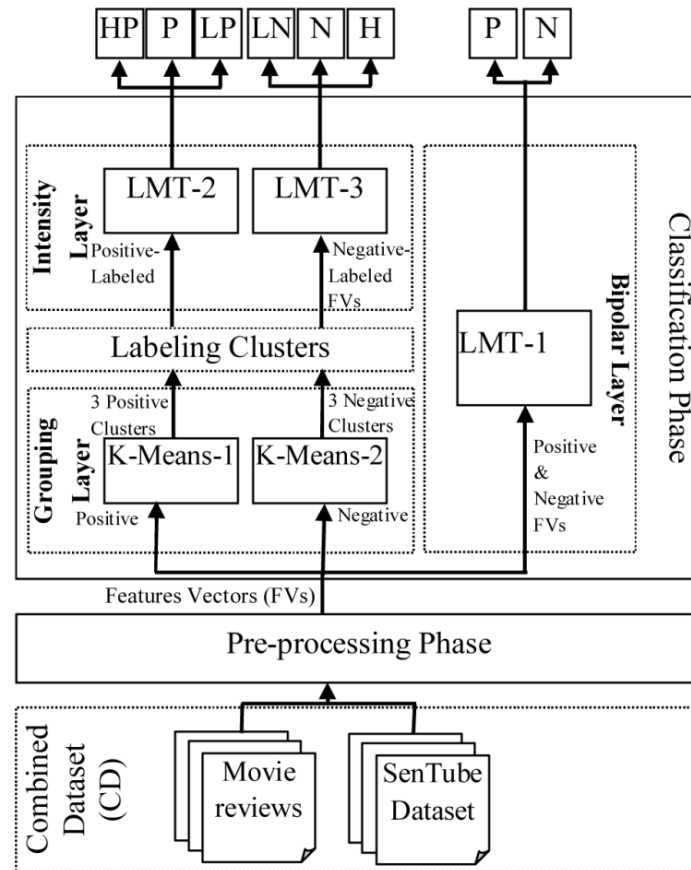 HP P LP LN N H P N
LMT-2
LMT-3
Intensity
Layer
Positive-
Labeled
Negative-
Labeled
FVs
Labeling Clusters
3 Positive
Clusters
3 Negative
Clusters
Grouping
Layer
K-Means-1
K-Means-2
Positive
Negative
LMT-1
Bipolar Layer
Positive
&
Negative
FVs
Classification Phase
Features Vectors (FVs)
Pre-processing Phase
Combined
Dataset
(CD)
Movie
reviews
SenTube
Dataset